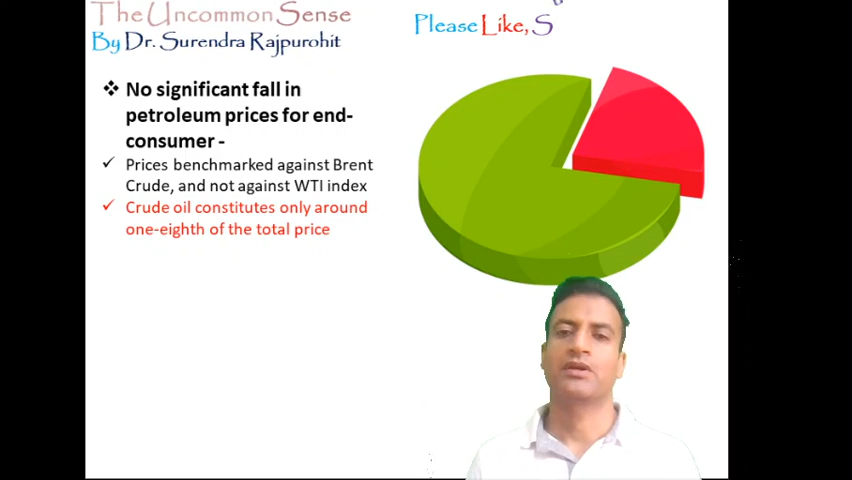 The Uncommon Sense
By Dr. Surendra Rajpurohit
Please Like, S
❖ No significant fall in
petroleum prices for end-
consumer -
✓ Prices benchmarked against Brent
Crude, and not against WTI index
✓ Crude oil constitutes only around
one-eighth of the total price